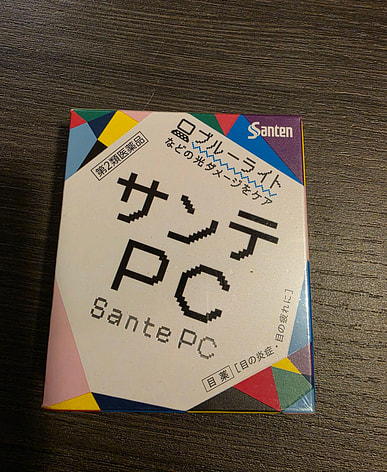 Santen
ブルーライト
などの光ダメージをケア
第2類医薬品
サンテ
PC
Sante PC
目薬 [目の炎症・目の疲れに]